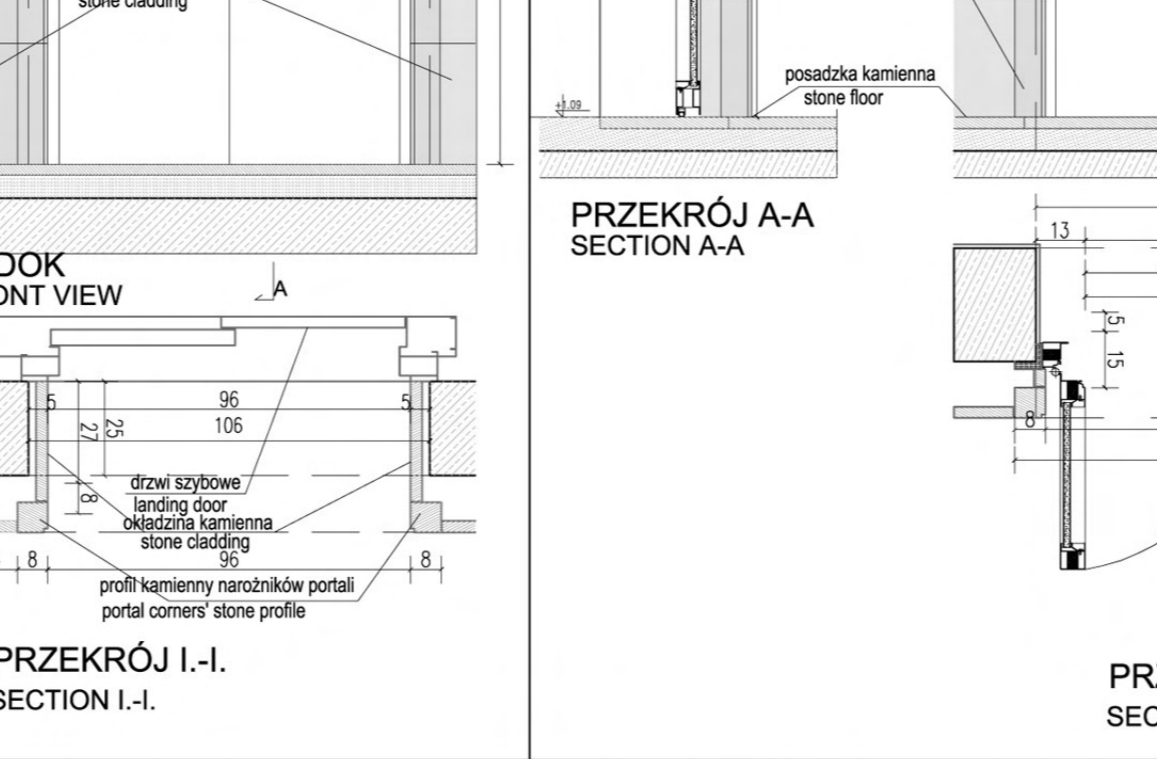 stone cladding
DOK
ONT VIEW
A
5
96
5
106
27
25
8
drzwi szybowe
landing door
okładzina kamienna
stone cladding
8
96
8
profil kamienny narożników portali
portal corners' stone profile
PRZEKRÓJ I.-I.
SECTION I.-I.
posadzka kamienna
stone floor
+1.09
PRZEKRÓJ A-A
SECTION A-A
13
5
15
8
PRZ
SEC